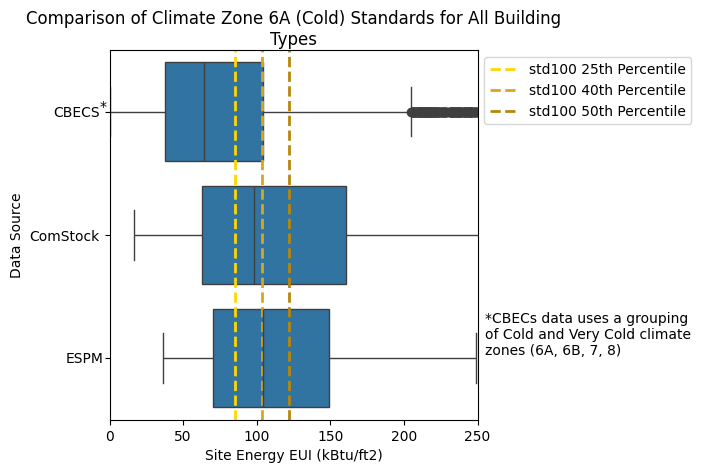 Comparison of Climate Zone 6A (Cold) Standards for All Building
Types
std100 25th Percentile
std100 40th Percentile
std100 50th Percentile
CBECS*
ComStock
ESPM
Data Source
*CBECs data uses a grouping
of Cold and Very Cold climate
zones (6A, 6B, 7, 8)
0 50 100 150 200 250
Site Energy EUI (kBtu/ft2)